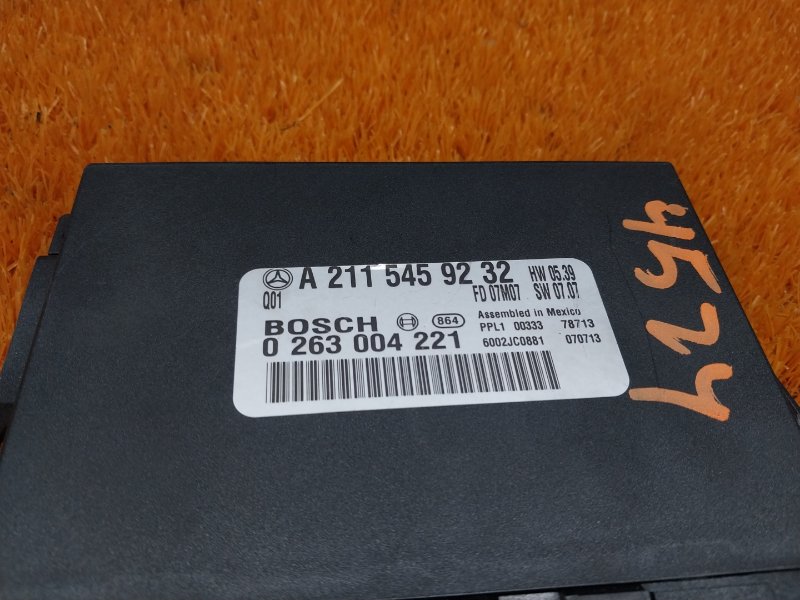 A 211 545 92 32 HW 05.39
Q01 FD 07M07 SW 07.07
BOSCH 864 Assembled in Mexico
PPL1 00333 78713
0 263 004 221 6002JC0881 070713